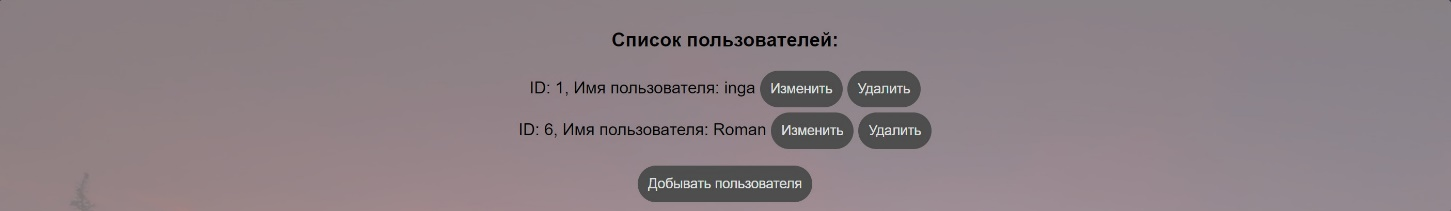 Список пользователей:
ID: 1, Имя пользователя: inga Изменить Удалить
ID: 6, Имя пользователя: Roman Изменить Удалить
Добывать пользователя